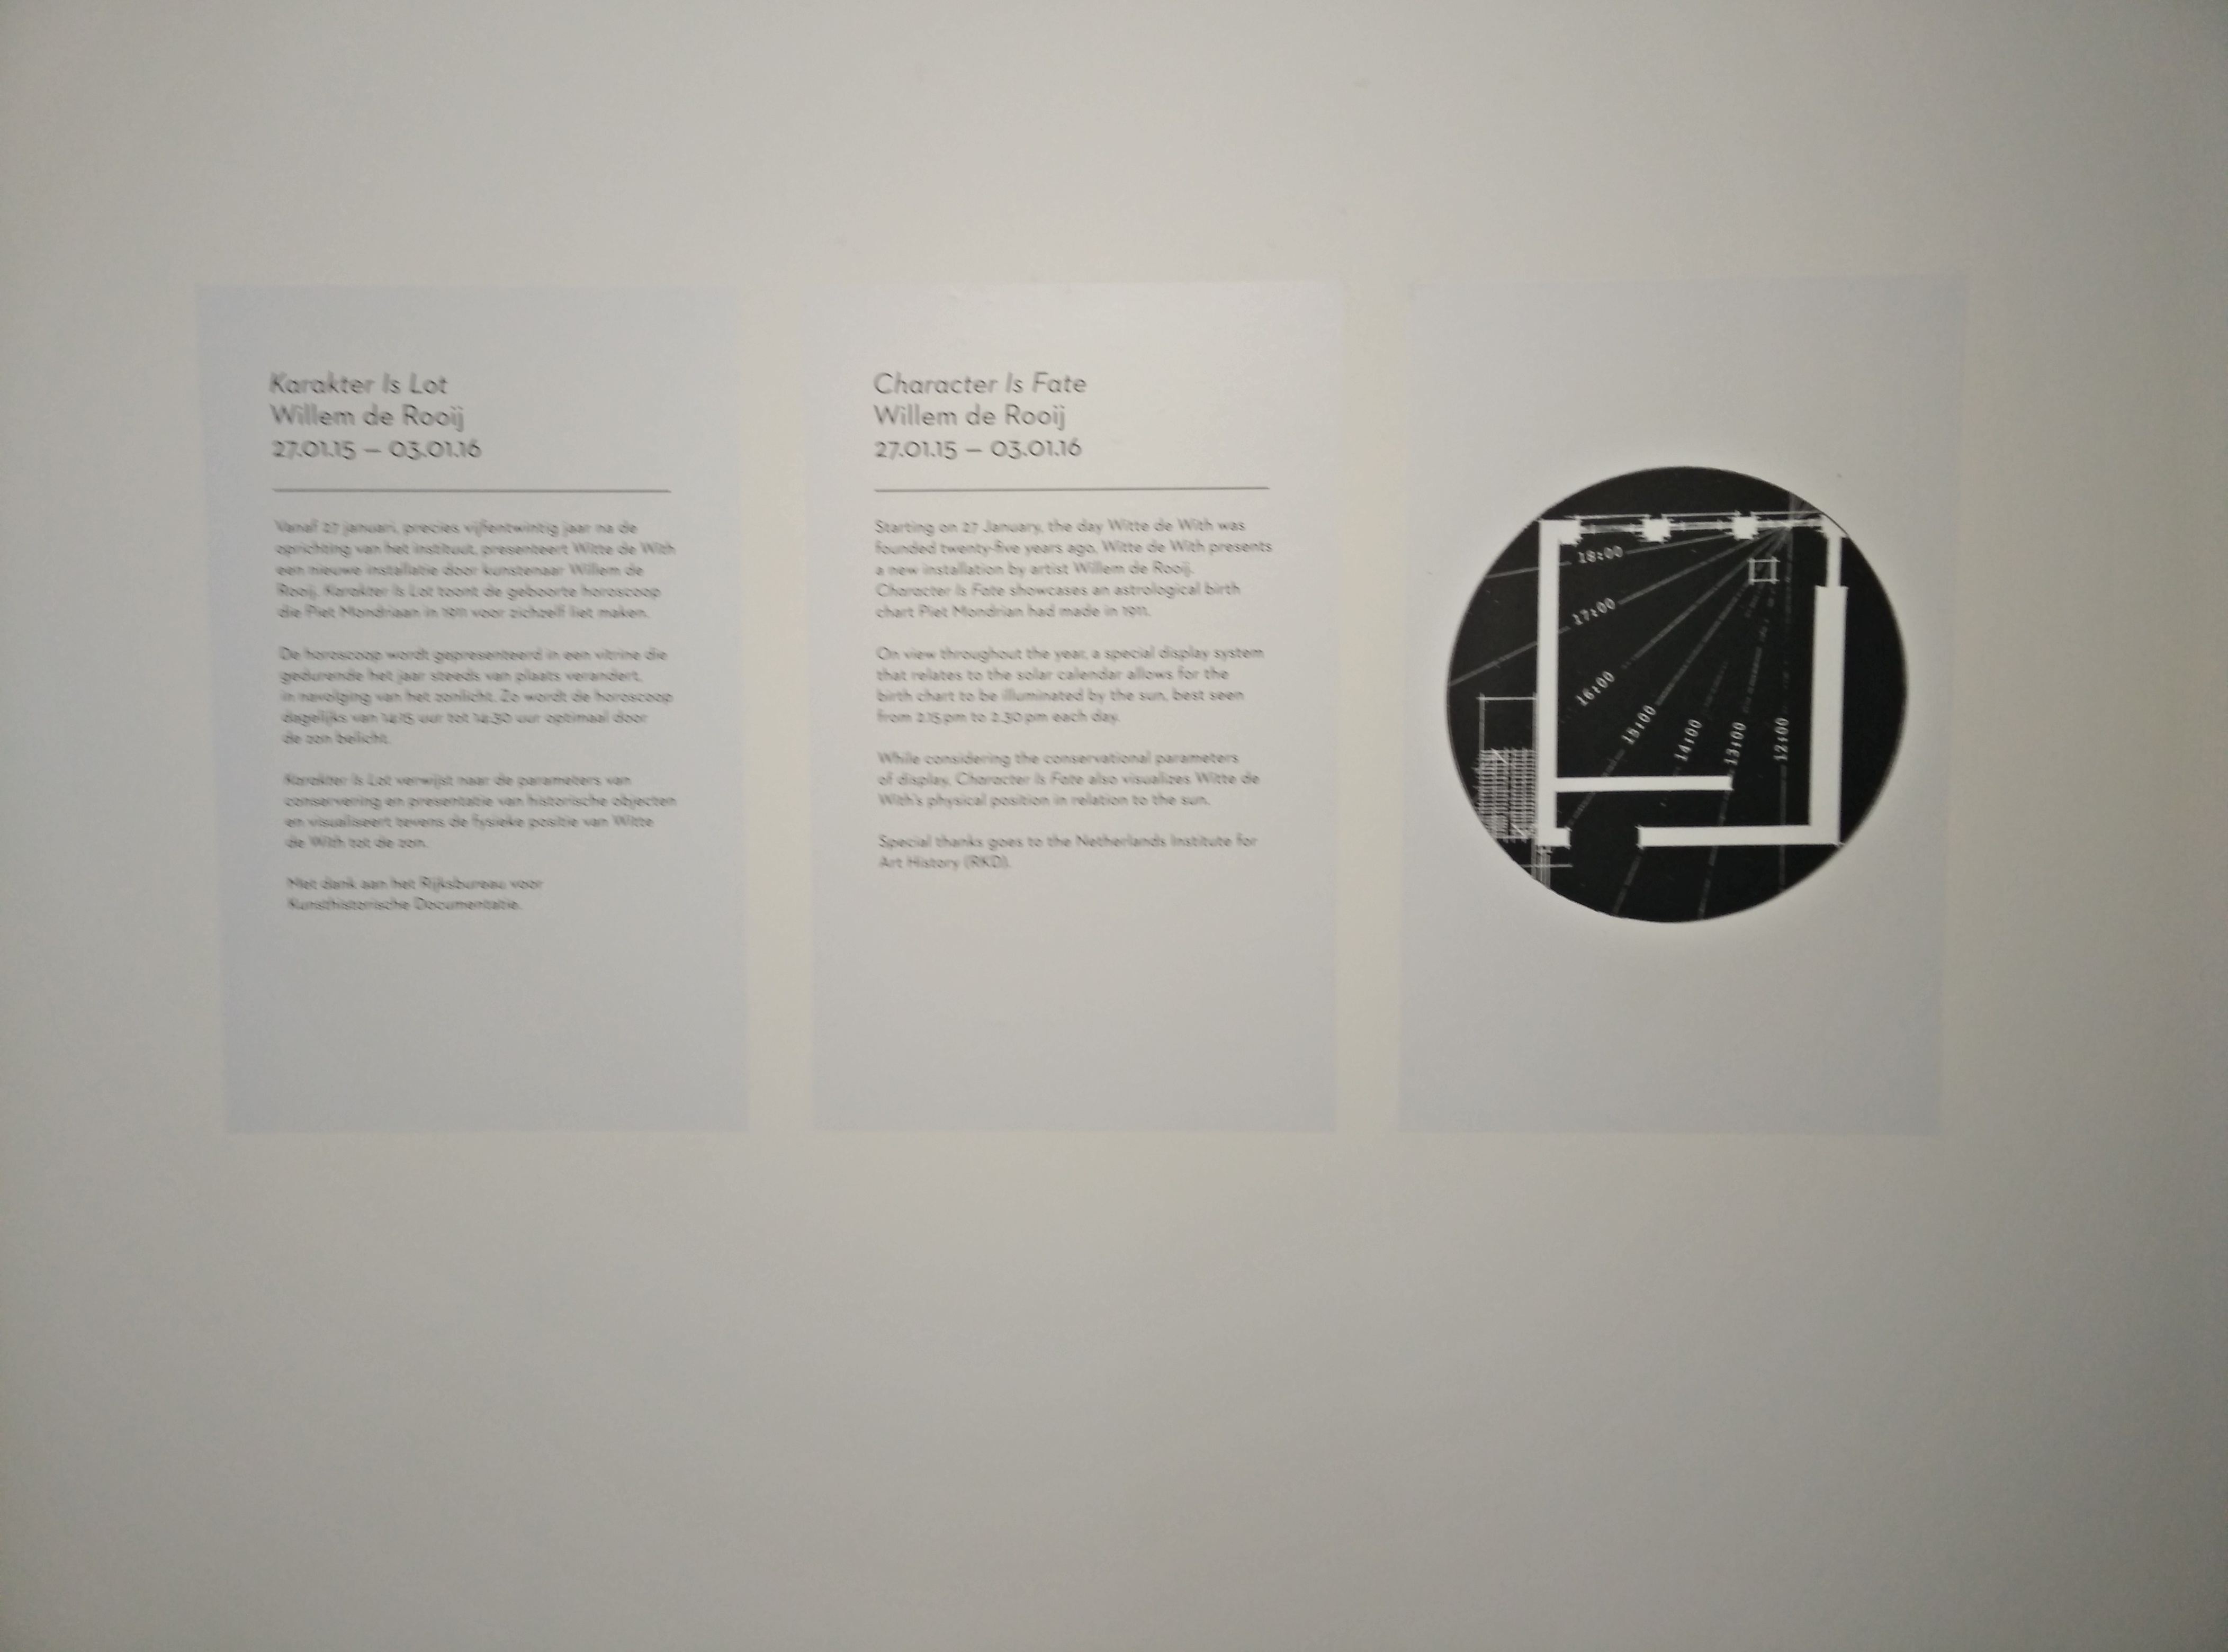 Karakter Is Lot
Willem de Rooij
27.01.15 – 03.01.16
Vanaf 27 januari, precies vijfentwintig jaar na de
oprichting van het instituut, presenteert Witte de With
een nieuwe installatie door kunstenaar Willem de
Rooij. Karakter Is Lot toont de geboorte horoscoop
die Piet Mondriaan in 1911 voor zichzelf liet maken.
De horoscoop wordt gepresenteerd in een vitrine die
gedurende het jaar steeds van plaats verandert,
in navolging van het zonlicht. Zo wordt de horoscoop
dagelijks van 14:15 uur tot 14:30 uur optimaal door
de zon belicht.
Karakter Is Lot verwijst naar de parameters van
conservering en presentatie van historische objecten
en visualiseert tevens de fysieke positie van Witte
de With tot de zon.
Met dank aan het Rijksbureau voor
Kunsthistorische Documentatie.
Character Is Fate
Willem de Rooij
27.01.15 – 03.01.16
Starting on 27 January, the day Witte de With was
founded twenty-five years ago, Witte de With presents
a new installation by artist Willem de Rooij.
Character Is Fate showcases an astrological birth
chart Piet Mondrian had made in 1911.
On view throughout the year, a special display system
that relates to the solar calendar allows for the
birth chart to be illuminated by the sun, best seen
from 2.15 pm to 2.30 pm each day.
While considering the conservational parameters
of display, Character Is Fate also visualizes Witte de
With's physical position in relation to the sun.
Special thanks goes to the Netherlands Institute for
Art History (RKD).
18:00
17:00
16:00
15:00
14:00
13:00
12:00